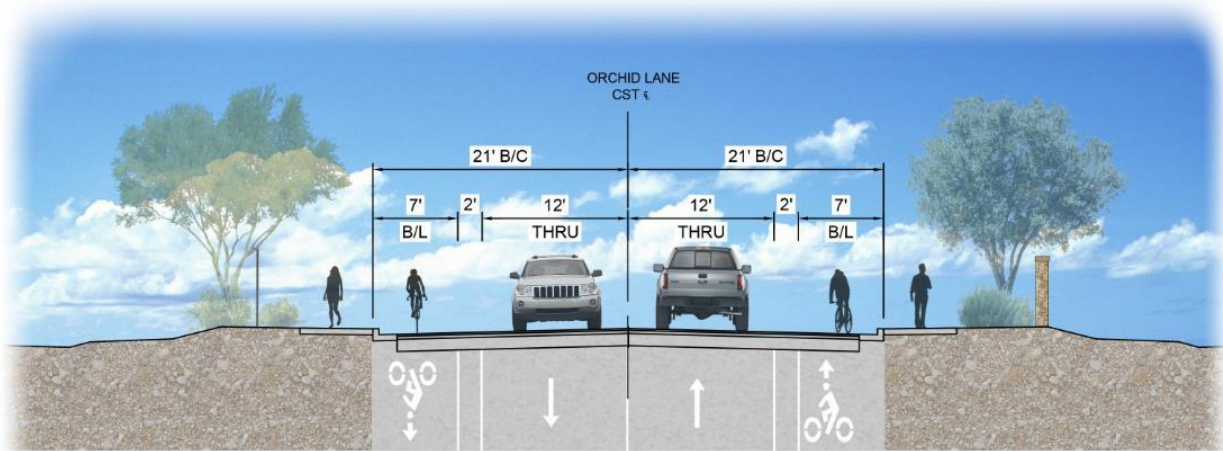 ORCHID LANE
CST ℄
21' B/C 21' B/C
7' 2' 12' 12' 2' 7'
B/L THRU THRU B/L